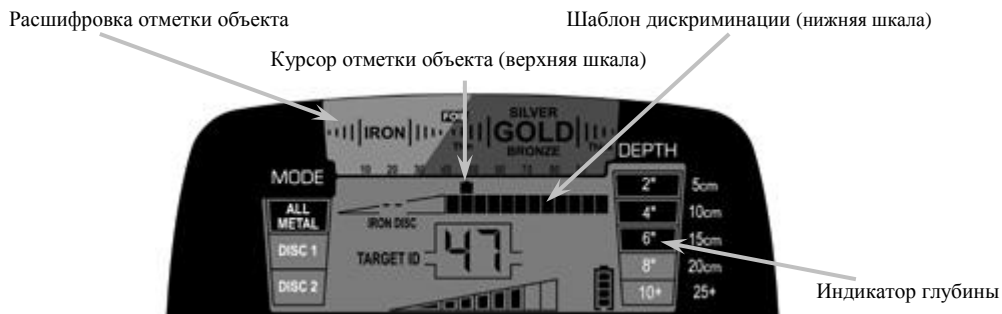 Расшифровка отметки объекта
Шаблон дискриминации (нижняя шкала)
Курсор отметки объекта (верхняя шкала)
IRON
SILVER
GOLD
BRONZE
10 20
DEPTH
MODE
ALL METAL
DISC 1
DISC 2
IRON DISC
TARGET ID
47
2" 5cm
4" 10cm
6" 15cm
8" 20cm
10+ 25+
Индикатор глубины